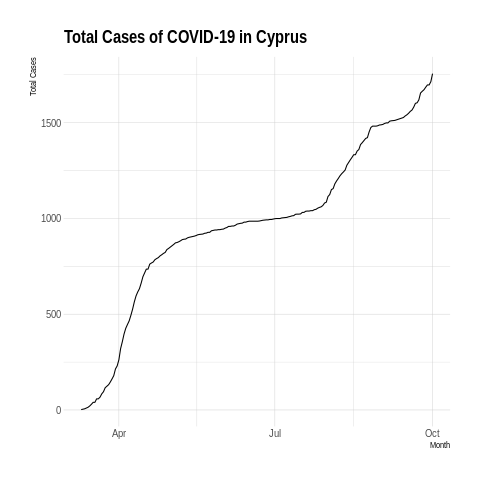 Total Cases of COVID-19 in Cyprus
Total Cases
1500
1000
500
0
Apr
Jul
Oct
Month